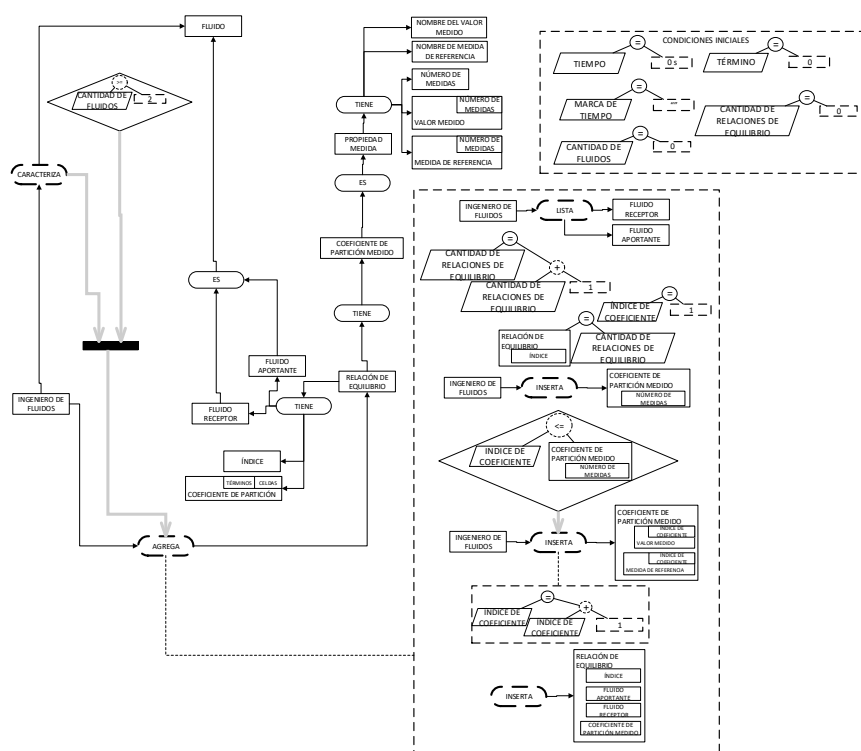 FLUIDO
>=
CANTIDAD DE
FLUIDOS
2
CARACTERIZA
NOMBRE DEL VALOR
MEDIDO
NOMBRE DE MEDIDA
DE REFERENCIA
NÚMERO DE
MEDIDAS
TIENE
NÚMERO DE
MEDIDAS
VALOR MEDIDO
PROPIEDAD
MEDIDA
NÚMERO DE
MEDIDAS
MEDIDA DE REFERENCIA
ES
COEFICIENTE DE
PARTICIÓN MEDIDO
ES
TIENE
FLUIDO
APORTANTE
RELACIÓN DE
EQUILIBRIO
INGENIERO DE
FLUIDOS
FLUIDO
RECEPTOR
TIENE
ÍNDICE
TÉRMINOS
CELDAS
COEFICIENTE DE PARTICIÓN
AGREGA
CONDICIONES INICIALES
=
TIEMPO
0 s
=
TÉRMINO
0
=
MARCA DE
TIEMPO
""
=
CANTIDAD DE
RELACIONES DE
EQUILIBRIO
0
=
CANTIDAD DE
FLUIDOS
0
INGENIERO DE
FLUIDOS
LISTA
FLUIDO
RECEPTOR
FLUIDO
APORTANTE
=
CANTIDAD DE
RELACIONES DE
EQUILIBRIO
+
CANTIDAD DE
RELACIONES DE
EQUILIBRIO
1
=
ÍNDICE DE
COEFICIENTE
1
=
RELACIÓN DE
EQUILIBRIO
ÍNDICE
CANTIDAD DE
RELACIONES DE
EQUILIBRIO
INGENIERO DE
FLUIDOS
INSERTA
COEFICIENTE DE
PARTICIÓN MEDIDO
NÚMERO DE
MEDIDAS
<=
INDICE DE
COEFICIENTE
COEFICIENTE DE
PARTICIÓN MEDIDO
NÚMERO DE
MEDIDAS
INGENIERO DE
FLUIDOS
INSERTA
COEFICIENTE DE
PARTICIÓN MEDIDO
ÍNDICE DE
COEFICIENTE
VALOR MEDIDO
ÍNDICE DE
COEFICIENTE
MEDIDA DE REFERENCIA
=
INDICE DE
COEFICIENTE
+
INDICE DE
COEFICIENTE
1
INSERTA
RELACIÓN DE
EQUILIBRIO
ÍNDICE
FLUIDO
APORTANTE
FLUIDO
RECEPTOR
COEFICIENTE DE
PARTICIÓN MEDIDO